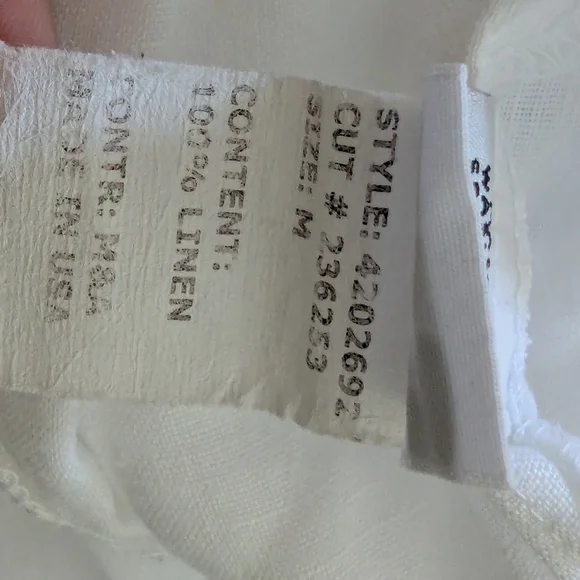 STYLE: 4202692
CUT # 236253
SIZE: M
CONTENT:
100% LINEN
CONTR: M&A
MADE IN USA